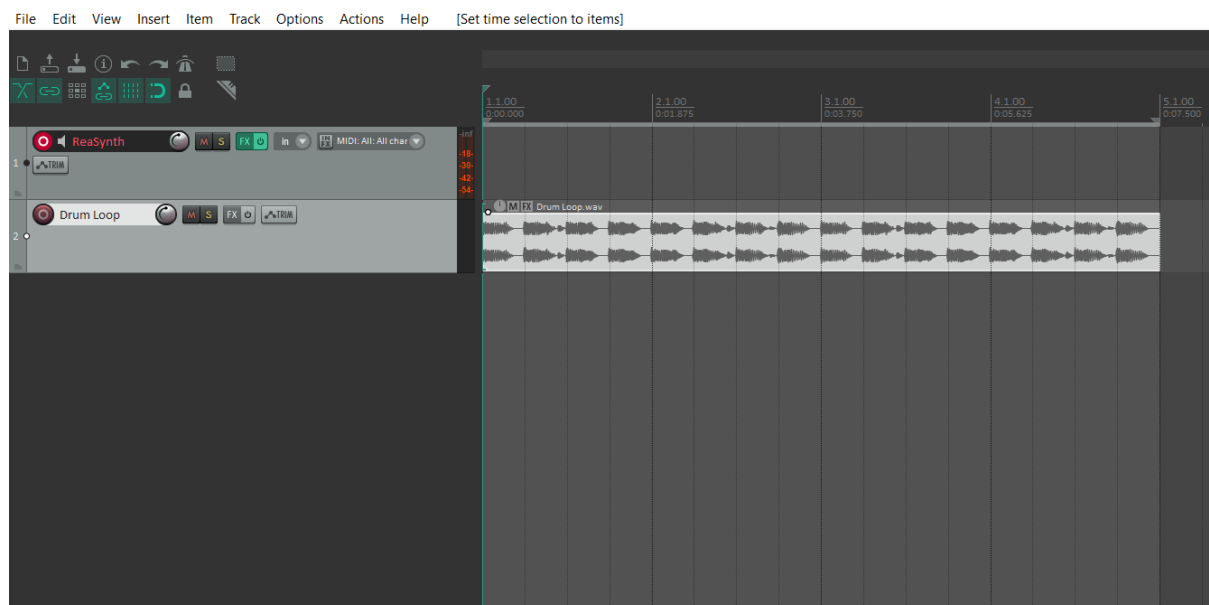 File Edit View Insert Item Track Options Actions Help [Set time selection to items]
1.1.00 2.1.00 3.1.00 4.1.00 5.1.00
0:00.000 0:01.875 0:03.750 0:05.625 0:07.500
ReaSynth M S FX in IN FX MIDI: All: All char
-inf
-18-
-30-
-42-
-54-
1 TRIM
Drum Loop M S FX TRIM
2
M FX Drum Loop.wav